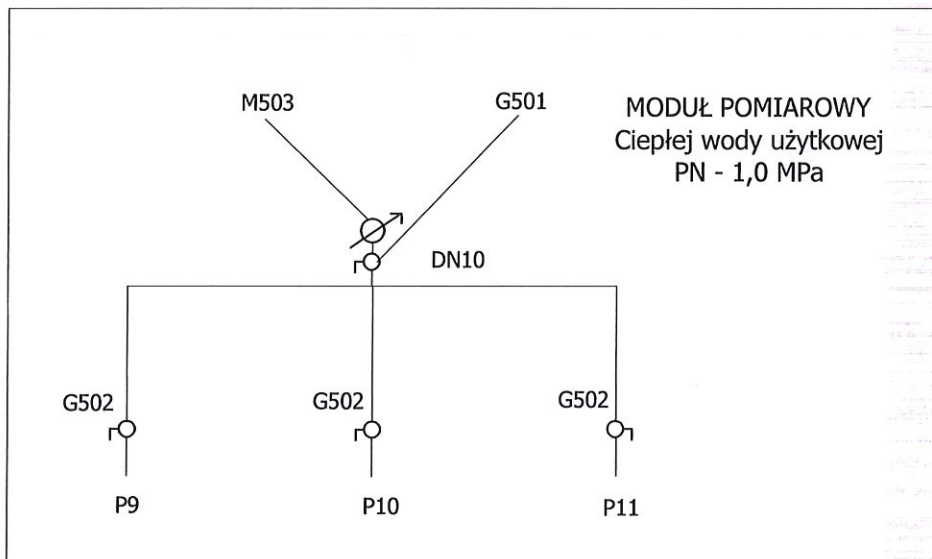 M503
G501
MODUŁ POMIAROWY
Ciepłej wody użytkowej
PN - 1,0 MPa
DN10
G502
G502
G502
P9
P10
P11